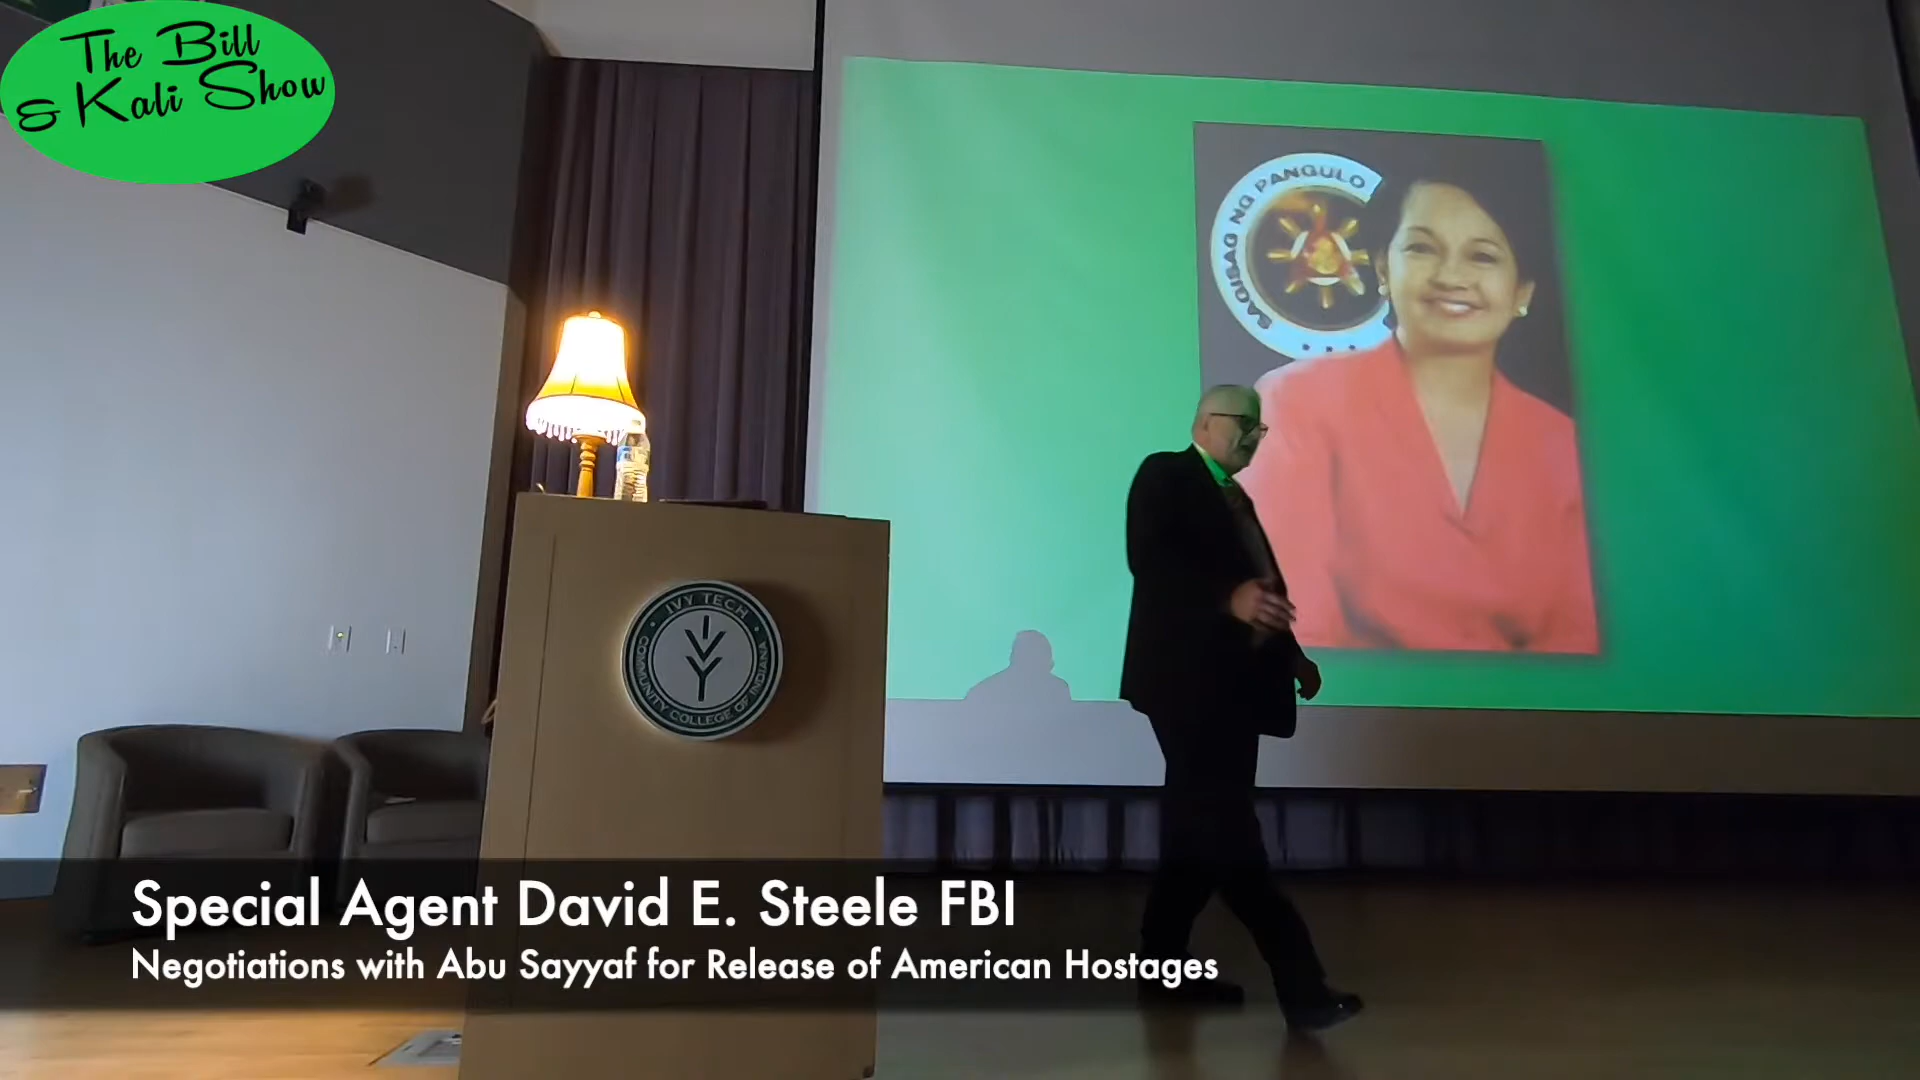 The Bill
& Kali Show
SAGISAG NG PANGULO
IVY TECH
IVY
COMMUNITY COLLEGE OF INDIANA
Special Agent David E. Steele FBI
Negotiations with Abu Sayyaf for Release of American Hostages